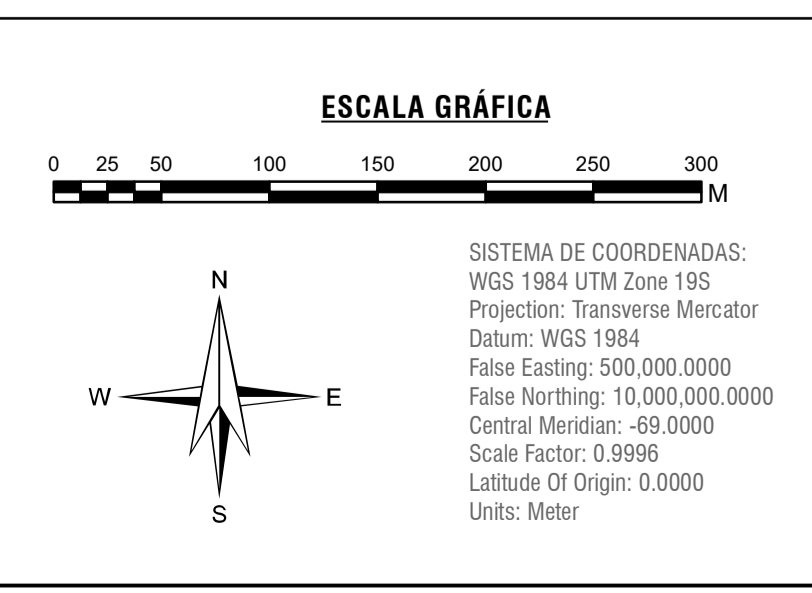 ESCALA GRÁFICA
0 25 50 100 150 200 250 300
M
SISTEMA DE COORDENADAS:
WGS 1984 UTM Zone 19S
Projection: Transverse Mercator
Datum: WGS 1984
False Easting: 500,000.0000
False Northing: 10,000,000.0000
Central Meridian: -69.0000
Scale Factor: 0.9996
Latitude Of Origin: 0.0000
Units: Meter
N
W E
S